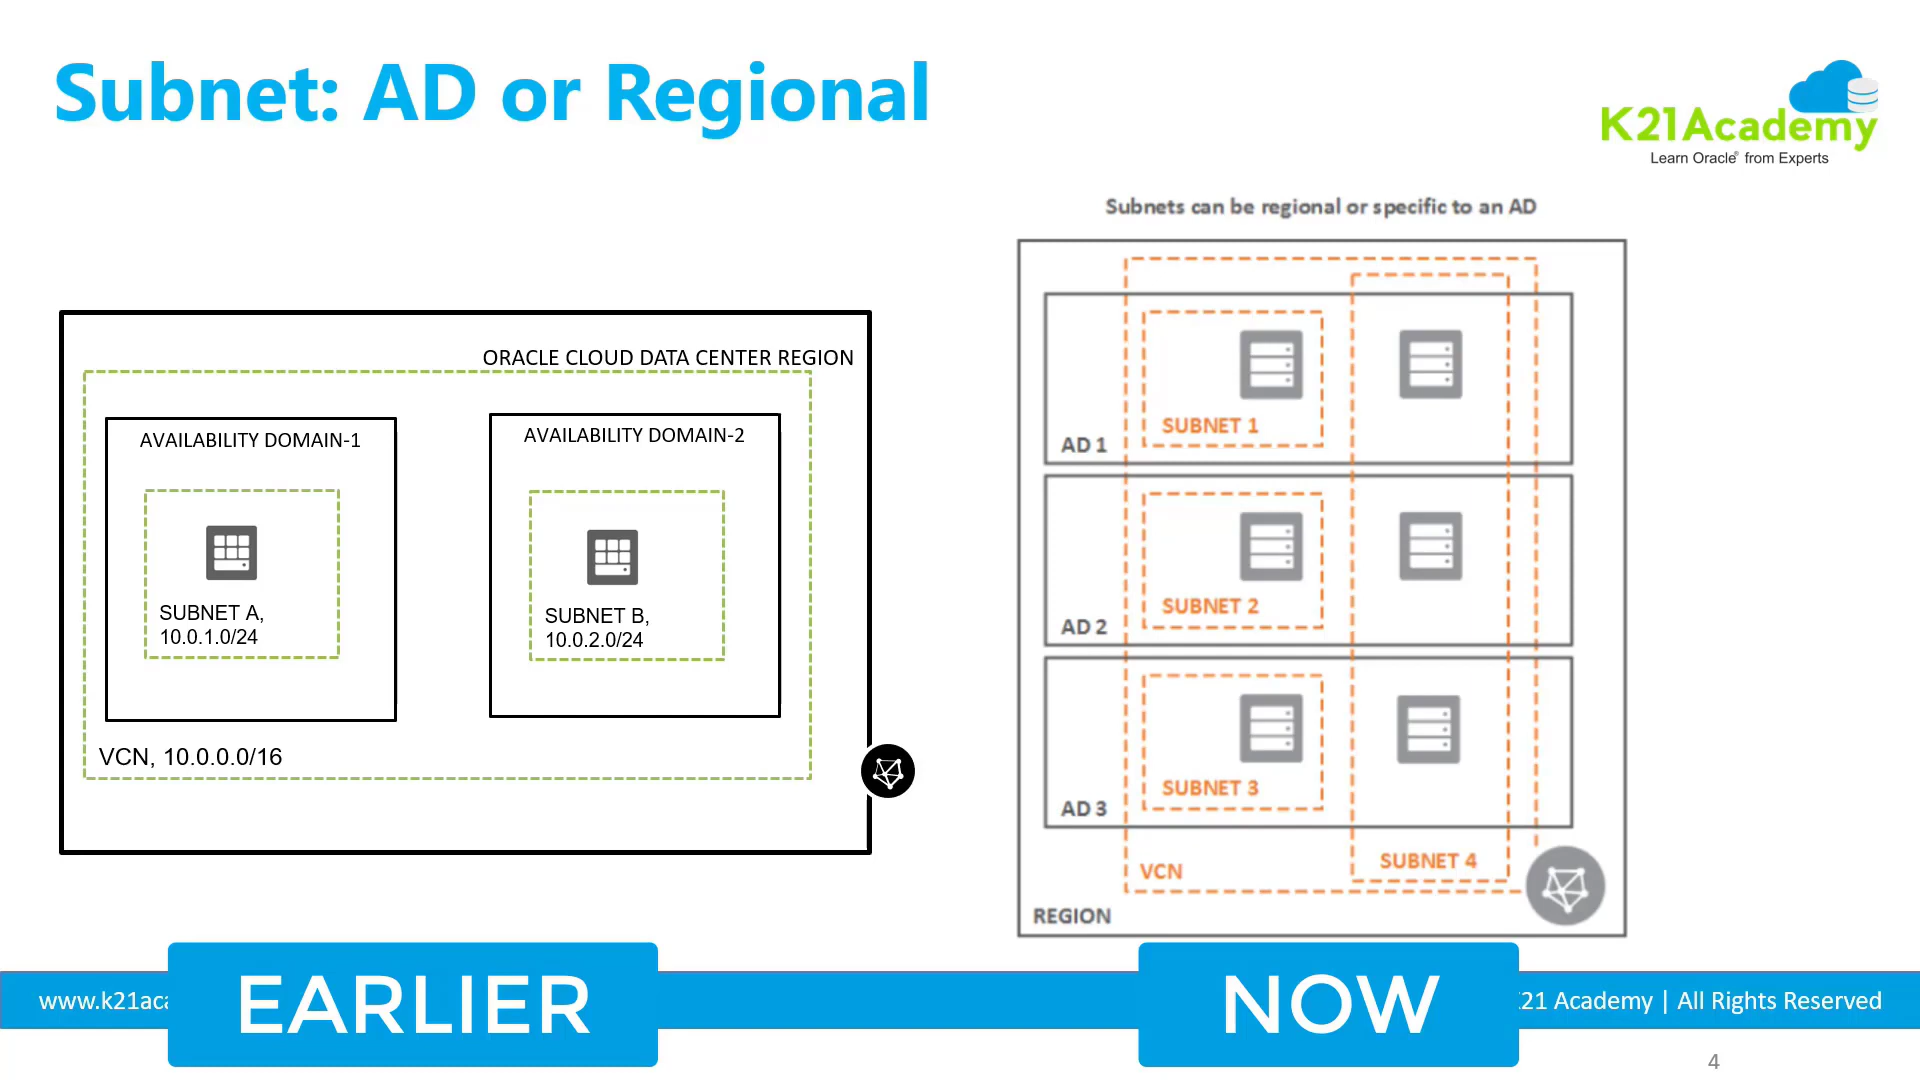 Subnet: AD or Regional
K21Academy
Learn Oracle® from Experts
ORACLE CLOUD DATA CENTER REGION
AVAILABILITY DOMAIN-1
SUBNET A,
10.0.1.0/24
AVAILABILITY DOMAIN-2
SUBNET B,
10.0.2.0/24
VCN, 10.0.0.0/16
Subnets can be regional or specific to an AD
SUBNET 1
AD 1
SUBNET 2
AD 2
SUBNET 3
AD 3
SUBNET 4
VCN
REGION
www.k21aca
EARLIER
NOW
K21 Academy | All Rights Reserved
4